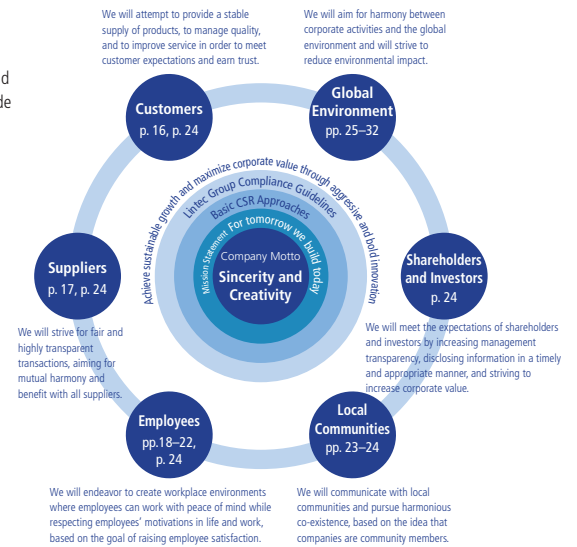 We will attempt to provide a stable
supply of products, to manage quality,
and to improve service in order to meet
customer expectations and earn trust.
We will aim for harmony between
corporate activities and the global
environment and will strive to
reduce environmental impact.
d
de
Customers
p. 16, p. 24
Global
Environment
pp. 25–32
Achieve sustainable growth and maximize corporate value through aggressive and bold innovation
Lintec Group Compliance Guidelines
Basic CSR Approaches
Mission Statement For tomorrow we build today
Company Motto
Sincerity and
Creativity
Suppliers
p. 17, p. 24
Shareholders
and Investors
p. 24
We will strive for fair and
highly transparent
transactions, aiming for
mutual harmony and
benefit with all suppliers.
We will meet the expectations of shareholders
and investors by increasing management
transparency, disclosing information in a timely
and appropriate manner, and striving to
increase corporate value.
Employees
pp.18–22,
p. 24
Local
Communities
pp. 23–24
We will endeavor to create workplace environments
where employees can work with peace of mind while
respecting employees' motivations in life and work,
based on the goal of raising employee satisfaction.
We will communicate with local
communities and pursue harmonious
co-existence, based on the idea that
companies are community members.